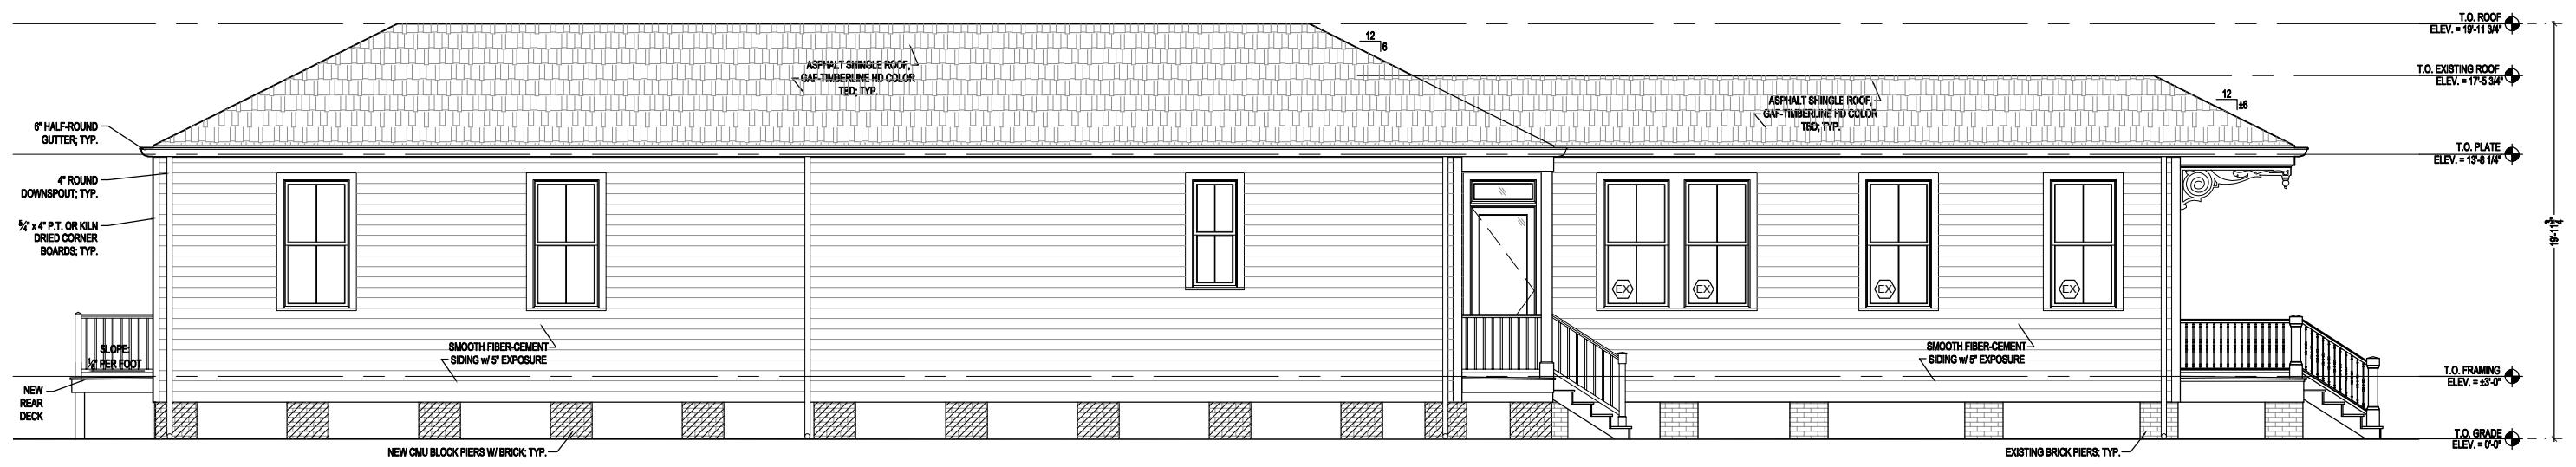 T.O. ROOF
ELEV. = 19'-11 3/4"
12
6
T.O. EXISTING ROOF
ELEV. = 17'-5 3/4"
ASPHALT SHINGLE ROOF,
GAF-TIMBERLINE HD COLOR
TBD; TYP.
ASPHALT SHINGLE ROOF,
GAF-TIMBERLINE HD COLOR
TBD; TYP.
12
±6
6" HALF-ROUND
GUTTER; TYP.
T.O. PLATE
ELEV. = 13'-8 1/4"
4" ROUND
DOWNSPOUT; TYP.
5/4" x 4" P.T. OR KILN
DRIED CORNER
BOARDS; TYP.
19'-11 3/4"
EX
EX
EX
EX
SLOPE:
1/4" PER FOOT
SMOOTH FIBER-CEMENT
SIDING w/ 5" EXPOSURE
SMOOTH FIBER-CEMENT
SIDING w/ 5" EXPOSURE
T.O. FRAMING
ELEV. = ±3'-0"
NEW
REAR
DECK
T.O. GRADE
ELEV. = 0'-0"
NEW CMU BLOCK PIERS W/ BRICK; TYP.
EXISTING BRICK PIERS; TYP.